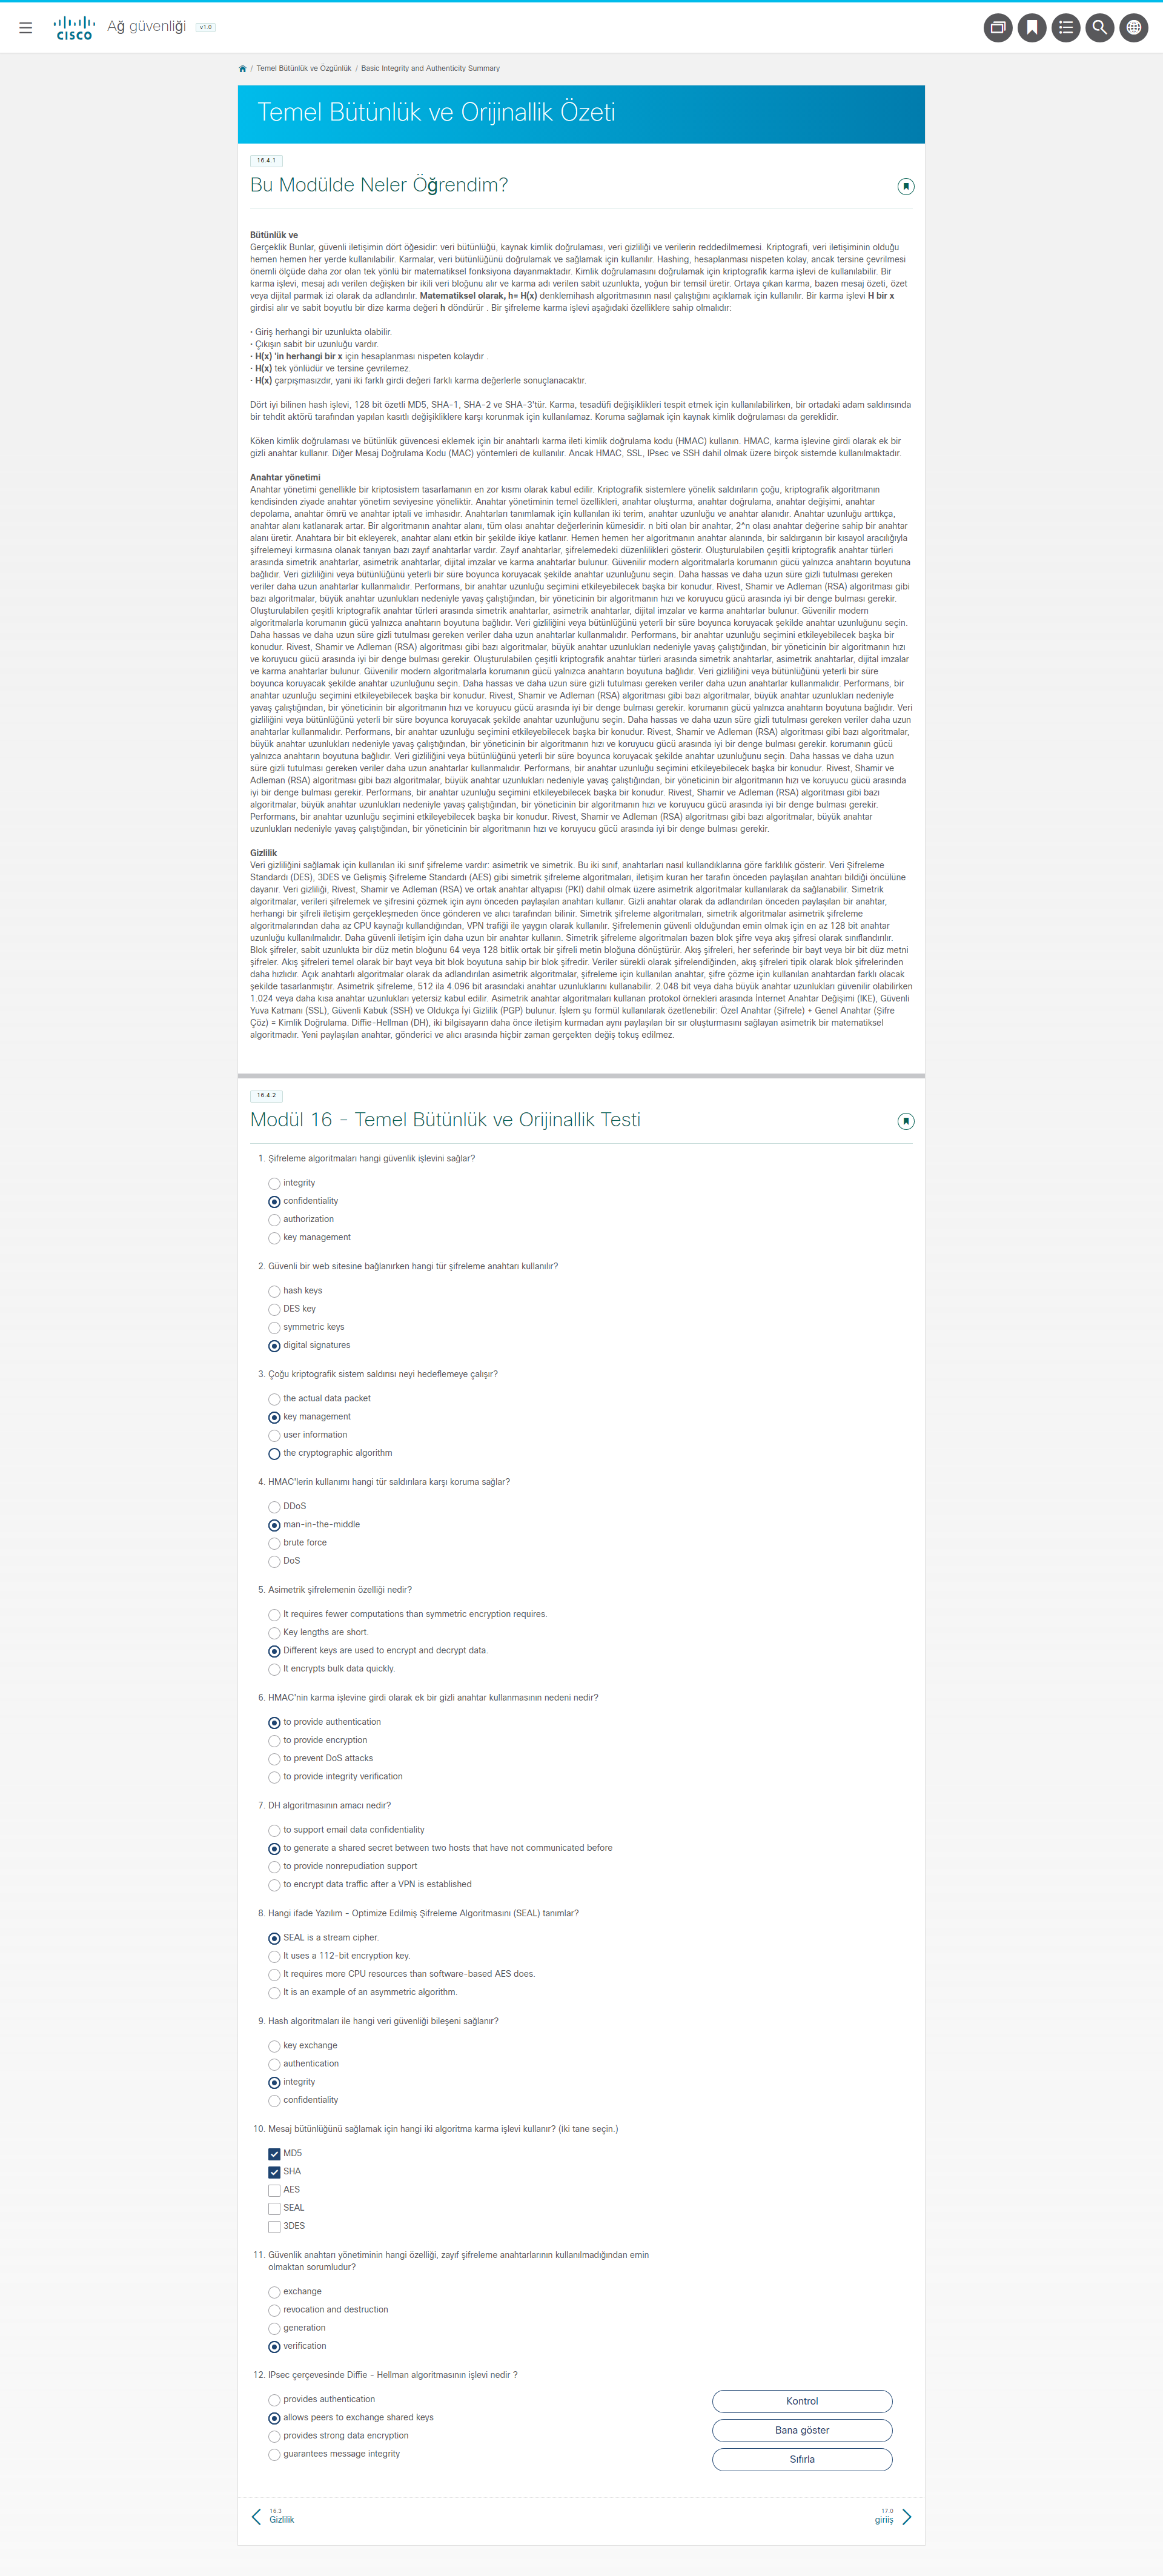 CISCO
Ağ güvenliği v1.0
/ Temel Bütünlük ve Özgünlük / Basic Integrity and Authenticity Summary
Temel Bütünlük ve Orijinallik Özeti
16.4.1
Bu Modülde Neler Öğrendim?
Bütünlük ve
Gerçeklik Bunlar, güvenli iletişimin dört öğesidir: veri bütünlüğü, kaynak kimlik doğrulaması, veri gizliliği ve verilerin reddedilmemesi. Kriptografi, veri iletişiminin olduğu
hemen hemen her yerde kullanılabilir. Karmalar, veri bütünlüğünü doğrulamak ve sağlamak için kullanılır. Hashing, hesaplanması nispeten kolay, ancak tersine çevrilmesi
önemli ölçüde daha zor olan tek yönlü bir matematiksel fonksiyona dayanmaktadır. Kimlik doğrulamasını doğrulamak için kriptografik karma işlevi de kullanılabilir. Bir
karma işlevi, mesaj adı verilen değişken bir ikili veri bloğunu alır ve karma adı verilen sabit uzunlukta, yoğun bir temsil üretir. Ortaya çıkan karma, bazen mesaj özeti, özet
veya dijital parmak izi olarak da adlandırılır. Matematiksel olarak, h= H(x) denklemihash algoritmasının nasıl çalıştığını açıklamak için kullanılır. Bir karma işlevi H bir x
girdisi alır ve sabit boyutlu bir dize karma değeri h döndürür . Bir şifreleme karma işlevi aşağıdaki özelliklere sahip olmalıdır:
• Giriş herhangi bir uzunlukta olabilir.
• Çıkışın sabit bir uzunluğu vardır.
• H(x) 'in herhangi bir x için hesaplanması nispeten kolaydır .
• H(x) tek yönlüdür ve tersine çevrilemez.
• H(x) çarpışmasızdır, yani iki farklı girdi değeri farklı karma değerlerle sonuçlanacaktır.
Dört iyi bilinen hash işlevi, 128 bit özetli MD5, SHA-1, SHA-2 ve SHA-3'tür. Karma, tesadüfi değişiklikleri tespit etmek için kullanılabilirken, bir ortadaki adam saldırısında
bir tehdit aktörü tarafından yapılan kasıtlı değişikliklere karşı korunmak için kullanılamaz. Koruma sağlamak için kaynak kimlik doğrulaması da gereklidir.
Köken kimlik doğrulaması ve bütünlük güvencesi eklemek için bir anahtarlı karma ileti kimlik doğrulama kodu (HMAC) kullanın. HMAC, karma işlevine girdi olarak ek bir
gizli anahtar kullanır. Diğer Mesaj Doğrulama Kodu (MAC) yöntemleri de kullanılır. Ancak HMAC, SSL, IPsec ve SSH dahil olmak üzere birçok sistemde kullanılmaktadır.
Anahtar yönetimi
Anahtar yönetimi genellikle bir kriptosistem tasarlamanın en zor kısmı olarak kabul edilir. Kriptografik sistemlere yönelik saldırıların çoğu, kriptografik algoritmanın
kendisinden ziyade anahtar yönetim seviyesine yöneliktir. Anahtar yönetiminin temel özellikleri, anahtar oluşturma, anahtar doğrulama, anahtar değişimi, anahtar
depolama, anahtar ömrü ve anahtar iptali ve imhasıdır. Anahtarları tanımlamak için kullanılan iki terim, anahtar uzunluğu ve anahtar alanıdır. Anahtar uzunluğu arttıkça,
anahtar alanı katlanarak artar. Bir algoritmanın anahtar alanı, tüm olası anahtar değerlerinin kümesidir. n biti olan bir anahtar, 2^n olası anahtar değerine sahip bir anahtar
alanı üretir. Anahtara bir bit ekleyerek, anahtar alanı etkin bir şekilde ikiye katlanır. Hemen hemen her algoritmanın anahtar alanında, bir saldırganın bir kısayol aracılığıyla
şifrelemeyi kırmasına olanak tanıyan bazı zayıf anahtarlar vardır. Zayıf anahtarlar, şifrelemedeki düzenlilikleri gösterir. Oluşturulabilen çeşitli kriptografik anahtar türleri
arasında simetrik anahtarlar, asimetrik anahtarlar, dijital imzalar ve karma anahtarlar bulunur. Güvenilir modern algoritmalarla korumanın gücü yalnızca anahtarın boyutuna
bağlıdır. Veri gizliliğini veya bütünlüğünü yeterli bir süre boyunca koruyacak şekilde anahtar uzunluğunu seçin. Daha hassas ve daha uzun süre gizli tutulması gereken
veriler daha uzun anahtarlar kullanmalıdır. Performans, bir anahtar uzunluğu seçimini etkileyebilecek başka bir konudur. Rivest, Shamir ve Adleman (RSA) algoritması gibi
bazı algoritmalar, büyük anahtar uzunlukları nedeniyle yavaş çalıştığından, bir yöneticinin bir algoritmanın hızı ve koruyucu gücü arasında iyi bir denge bulması gerekir.
Oluşturulabilen çeşitli kriptografik anahtar türleri arasında simetrik anahtarlar, asimetrik anahtarlar, dijital imzalar ve karma anahtarlar bulunur. Güvenilir modern
algoritmalarla korumanın gücü yalnızca anahtarın boyutuna bağlıdır. Veri gizliliğini veya bütünlüğünü yeterli bir süre boyunca koruyacak şekilde anahtar uzunluğunu seçin.
Daha hassas ve daha uzun süre gizli tutulması gereken veriler daha uzun anahtarlar kullanmalıdır. Performans, bir anahtar uzunluğu seçimini etkileyebilecek başka bir
konudur. Rivest, Shamir ve Adleman (RSA) algoritması gibi bazı algoritmalar, büyük anahtar uzunlukları nedeniyle yavaş çalıştığından, bir yöneticinin bir algoritmanın hızı
ve koruyucu gücü arasında iyi bir denge bulması gerekir. Oluşturulabilen çeşitli kriptografik anahtar türleri arasında simetrik anahtarlar, asimetrik anahtarlar, dijital imzalar
ve karma anahtarlar bulunur. Güvenilir modern algoritmalarla korumanın gücü yalnızca anahtarın boyutuna bağlıdır. Veri gizliliğini veya bütünlüğünü yeterli bir süre
boyunca koruyacak şekilde anahtar uzunluğunu seçin. Daha hassas ve daha uzun süre gizli tutulması gereken veriler daha uzun anahtarlar kullanmalıdır. Performans, bir
anahtar uzunluğu seçimini etkileyebilecek başka bir konudur. Rivest, Shamir ve Adleman (RSA) algoritması gibi bazı algoritmalar, büyük anahtar uzunlukları nedeniyle
yavaş çalıştığından, bir yöneticinin bir algoritmanın hızı ve koruyucu gücü arasında iyi bir denge bulması gerekir. korumanın gücü yalnızca anahtarın boyutuna bağlıdır. Veri
gizliliğini veya bütünlüğünü yeterli bir süre boyunca koruyacak şekilde anahtar uzunluğunu seçin. Daha hassas ve daha uzun süre gizli tutulması gereken veriler daha uzun
anahtarlar kullanmalıdır. Performans, bir anahtar uzunluğu seçimini etkileyebilecek başka bir konudur. Rivest, Shamir ve Adleman (RSA) algoritması gibi bazı algoritmalar,
büyük anahtar uzunlukları nedeniyle yavaş çalıştığından, bir yöneticinin bir algoritmanın hızı ve koruyucu gücü arasında iyi bir denge bulması gerekir. korumanın gücü
yalnızca anahtarın boyutuna bağlıdır. Veri gizliliğini veya bütünlüğünü yeterli bir süre boyunca koruyacak şekilde anahtar uzunluğunu seçin. Daha hassas ve daha uzun
süre gizli tutulması gereken veriler daha uzun anahtarlar kullanmalıdır. Performans, bir anahtar uzunluğu seçimini etkileyebilecek başka bir konudur. Rivest, Shamir ve
Adleman (RSA) algoritması gibi bazı algoritmalar, büyük anahtar uzunlukları nedeniyle yavaş çalıştığından, bir yöneticinin bir algoritmanın hızı ve koruyucu gücü arasında
iyi bir denge bulması gerekir. Performans, bir anahtar uzunluğu seçimini etkileyebilecek başka bir konudur. Rivest, Shamir ve Adleman (RSA) algoritması gibi bazı
algoritmalar, büyük anahtar uzunlukları nedeniyle yavaş çalıştığından, bir yöneticinin bir algoritmanın hızı ve koruyucu gücü arasında iyi bir denge bulması gerekir.
Performans, bir anahtar uzunluğu seçimini etkileyebilecek başka bir konudur. Rivest, Shamir ve Adleman (RSA) algoritması gibi bazı algoritmalar, büyük anahtar
uzunlukları nedeniyle yavaş çalıştığından, bir yöneticinin bir algoritmanın hızı ve koruyucu gücü arasında iyi bir denge bulması gerekir.
Gizlilik
Veri gizliliğini sağlamak için kullanılan iki sınıf şifreleme vardır: asimetrik ve simetrik. Bu iki sınıf, anahtarları nasıl kullandıklarına göre farklılık gösterir. Veri Şifreleme
Standardı (DES), 3DES ve Gelişmiş Şifreleme Standardı (AES) gibi simetrik şifreleme algoritmaları, iletişim kuran her tarafın önceden paylaşılan anahtarı bildiği öncülüne
dayanır. Veri gizliliği, Rivest, Shamir ve Adleman (RSA) ve ortak anahtar altyapısı (PKI) dahil olmak üzere asimetrik algoritmalar kullanılarak da sağlanabilir. Simetrik
algoritmalar, verileri şifrelemek ve şifresini çözmek için aynı önceden paylaşılan anahtarı kullanır. Gizli anahtar olarak da adlandırılan önceden paylaşılan bir anahtar,
herhangi bir şifreli iletişim gerçekleşmeden önce gönderen ve alıcı tarafından bilinir. Simetrik şifreleme algoritmaları, simetrik algoritmalar asimetrik şifreleme
algoritmalarından daha az CPU kaynağı kullandığından, VPN trafiği ile yaygın olarak kullanılır. Şifrelemenin güvenli olduğundan emin olmak için en az 128 bit anahtar
uzunluğu kullanılmalıdır. Daha güvenli iletişim için daha uzun bir anahtar kullanın. Simetrik şifreleme algoritmaları bazen blok şifre veya akış şifresi olarak sınıflandırılır.
Blok şifreler, sabit uzunlukta bir düz metin bloğunu 64 veya 128 bitlik ortak bir şifreli metin bloğuna dönüştürür. Akış şifreleri, her seferinde bir bayt veya bir bit düz metni
şifreler. Akış şifreleri temel olarak bir bayt veya bit blok boyutuna sahip bir blok şifredir. Veriler sürekli olarak şifrelendiğinden, akış şifreleri tipik olarak blok şifrelerinden
daha hızlıdır. Açık anahtarlı algoritmalar olarak da adlandırılan asimetrik algoritmalar, şifreleme için kullanılan anahtar, şifre çözme için kullanılan anahtardan farklı olacak
şekilde tasarlanmıştır. Asimetrik şifreleme, 512 ila 4.096 bit arasındaki anahtar uzunluklarını kullanabilir. 2.048 bit veya daha büyük anahtar uzunlukları güvenilir olabilirken
1.024 veya daha kısa anahtar uzunlukları yetersiz kabul edilir. Asimetrik anahtar algoritmaları kullanan protokol örnekleri arasında İnternet Anahtar Değişimi (IKE), Güvenli
Yuva Katmanı (SSL), Güvenli Kabuk (SSH) ve Oldukça İyi Gizlilik (PGP) bulunur. İşlem şu formül kullanılarak özetlenebilir: Özel Anahtar (Şifrele) + Genel Anahtar (Şifre
Çöz) = Kimlik Doğrulama. Diffie-Hellman (DH), iki bilgisayarın daha önce iletişim kurmadan aynı paylaşılan bir sır oluşturmasını sağlayan asimetrik bir matematiksel
algoritmadır. Yeni paylaşılan anahtar, gönderici ve alıcı arasında hiçbir zaman gerçekten değiş tokuş edilmez.
16.4.2
Modül 16 - Temel Bütünlük ve Orijinallik Testi
1. Şifreleme algoritmaları hangi güvenlik işlevini sağlar?
integrity
confidentiality
authorization
key management
2. Güvenli bir web sitesine bağlanırken hangi tür şifreleme anahtarı kullanılır?
hash keys
DES key
symmetric keys
digital signatures
3. Çoğu kriptografik sistem saldırısı neyi hedeflemeye çalışır?
the actual data packet
key management
user information
the cryptographic algorithm
4. HMAC'lerin kullanımı hangi tür saldırılara karşı koruma sağlar?
DDoS
man-in-the-middle
brute force
DoS
5. Asimetrik şifrelemenin özelliği nedir?
It requires fewer computations than symmetric encryption requires.
Key lengths are short.
Different keys are used to encrypt and decrypt data.
It encrypts bulk data quickly.
6. HMAC'nin karma işlevine girdi olarak ek bir gizli anahtar kullanmasının nedeni nedir?
to provide authentication
to provide encryption
to prevent DoS attacks
to provide integrity verification
7. DH algoritmasının amacı nedir?
to support email data confidentiality
to generate a shared secret between two hosts that have not communicated before
to provide nonrepudiation support
to encrypt data traffic after a VPN is established
8. Hangi ifade Yazılım - Optimize Edilmiş Şifreleme Algoritmasını (SEAL) tanımlar?
SEAL is a stream cipher.
It uses a 112-bit encryption key.
It requires more CPU resources than software-based AES does.
It is an example of an asymmetric algorithm.
9. Hash algoritmaları ile hangi veri güvenliği bileşeni sağlanır?
key exchange
authentication
integrity
confidentiality
10. Mesaj bütünlüğünü sağlamak için hangi iki algoritma karma işlevi kullanır? (İki tane seçin.)
MD5
SHA
AES
SEAL
3DES
11. Güvenlik anahtarı yönetiminin hangi özelliği, zayıf şifreleme anahtarlarının kullanılmadığından emin
olmaktan sorumludur?
exchange
revocation and destruction
generation
verification
12. IPsec çerçevesinde Diffie - Hellman algoritmasının işlevi nedir ?
provides authentication
allows peers to exchange shared keys
provides strong data encryption
guarantees message integrity
Kontrol
Bana göster
Sıfırla
16.3
Gizlilik
17.0
giriiş